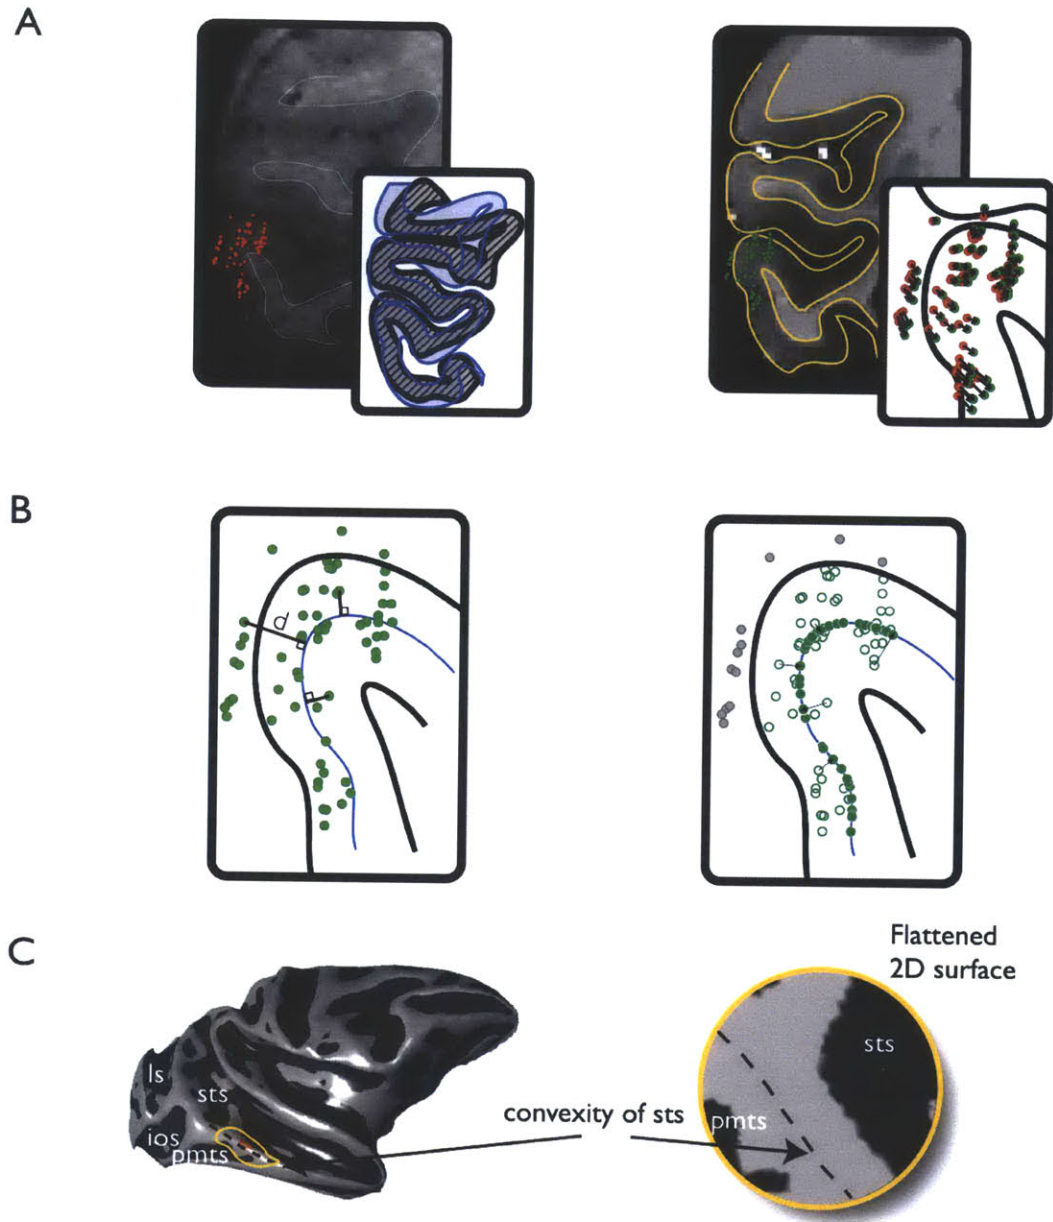 A
B
d
C
Flattened
2D surface
ls
sts
ios
pmts
convexity of sts
sts
pmts